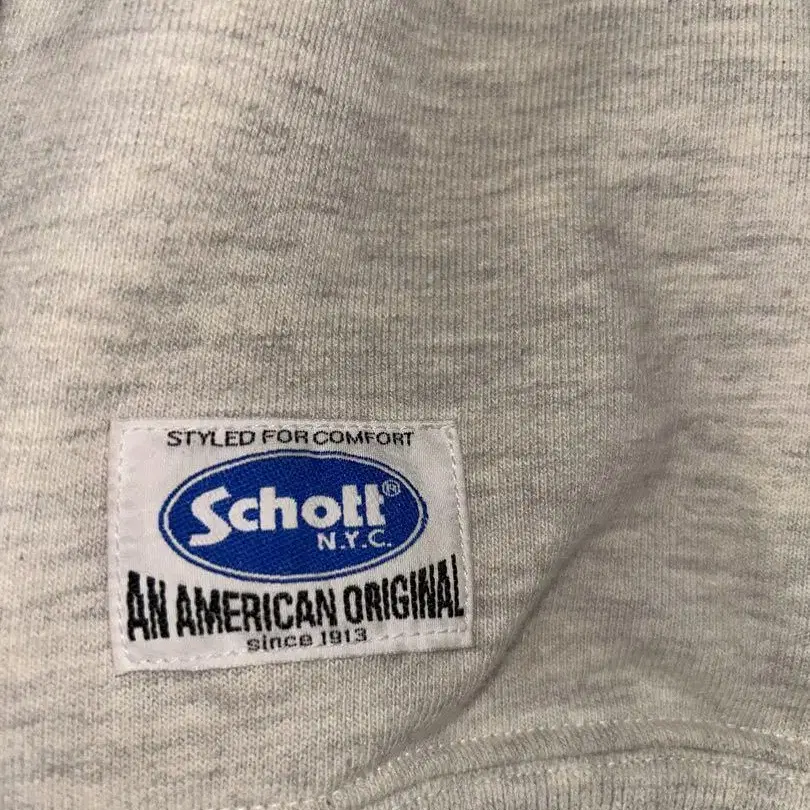 STYLED FOR COMFORT
Schott®
N.Y.C.
AN AMERICAN ORIGINAL
since 1913